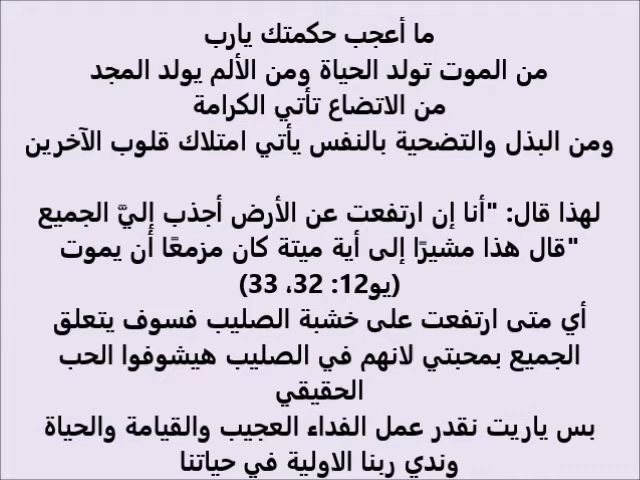 ما أعجب حكمتك يارب
من الموت تولد الحياة ومن الألم يولد المجد
من الاتضاع تأتي الكرامة
ومن البذل والتضحية بالنفس يأتي امتلاك قلوب الآخرين
لهذا قال: "أنا إن ارتفعت عن الأرض أجذب إليَّ الجميع
"قال هذا مشيرًا إلى أية ميتة كان مزمعًا أن يموت
(يو12: 32، 33)
أي متى ارتفعت على خشبة الصليب فسوف يتعلق
الجميع بمحبتي لانهم في الصليب هيشوفوا الحب
الحقيقي
بس ياريت نقدر عمل الفداء العجيب والقيامة والحياة
وندي ربنا الاولية في حياتنا